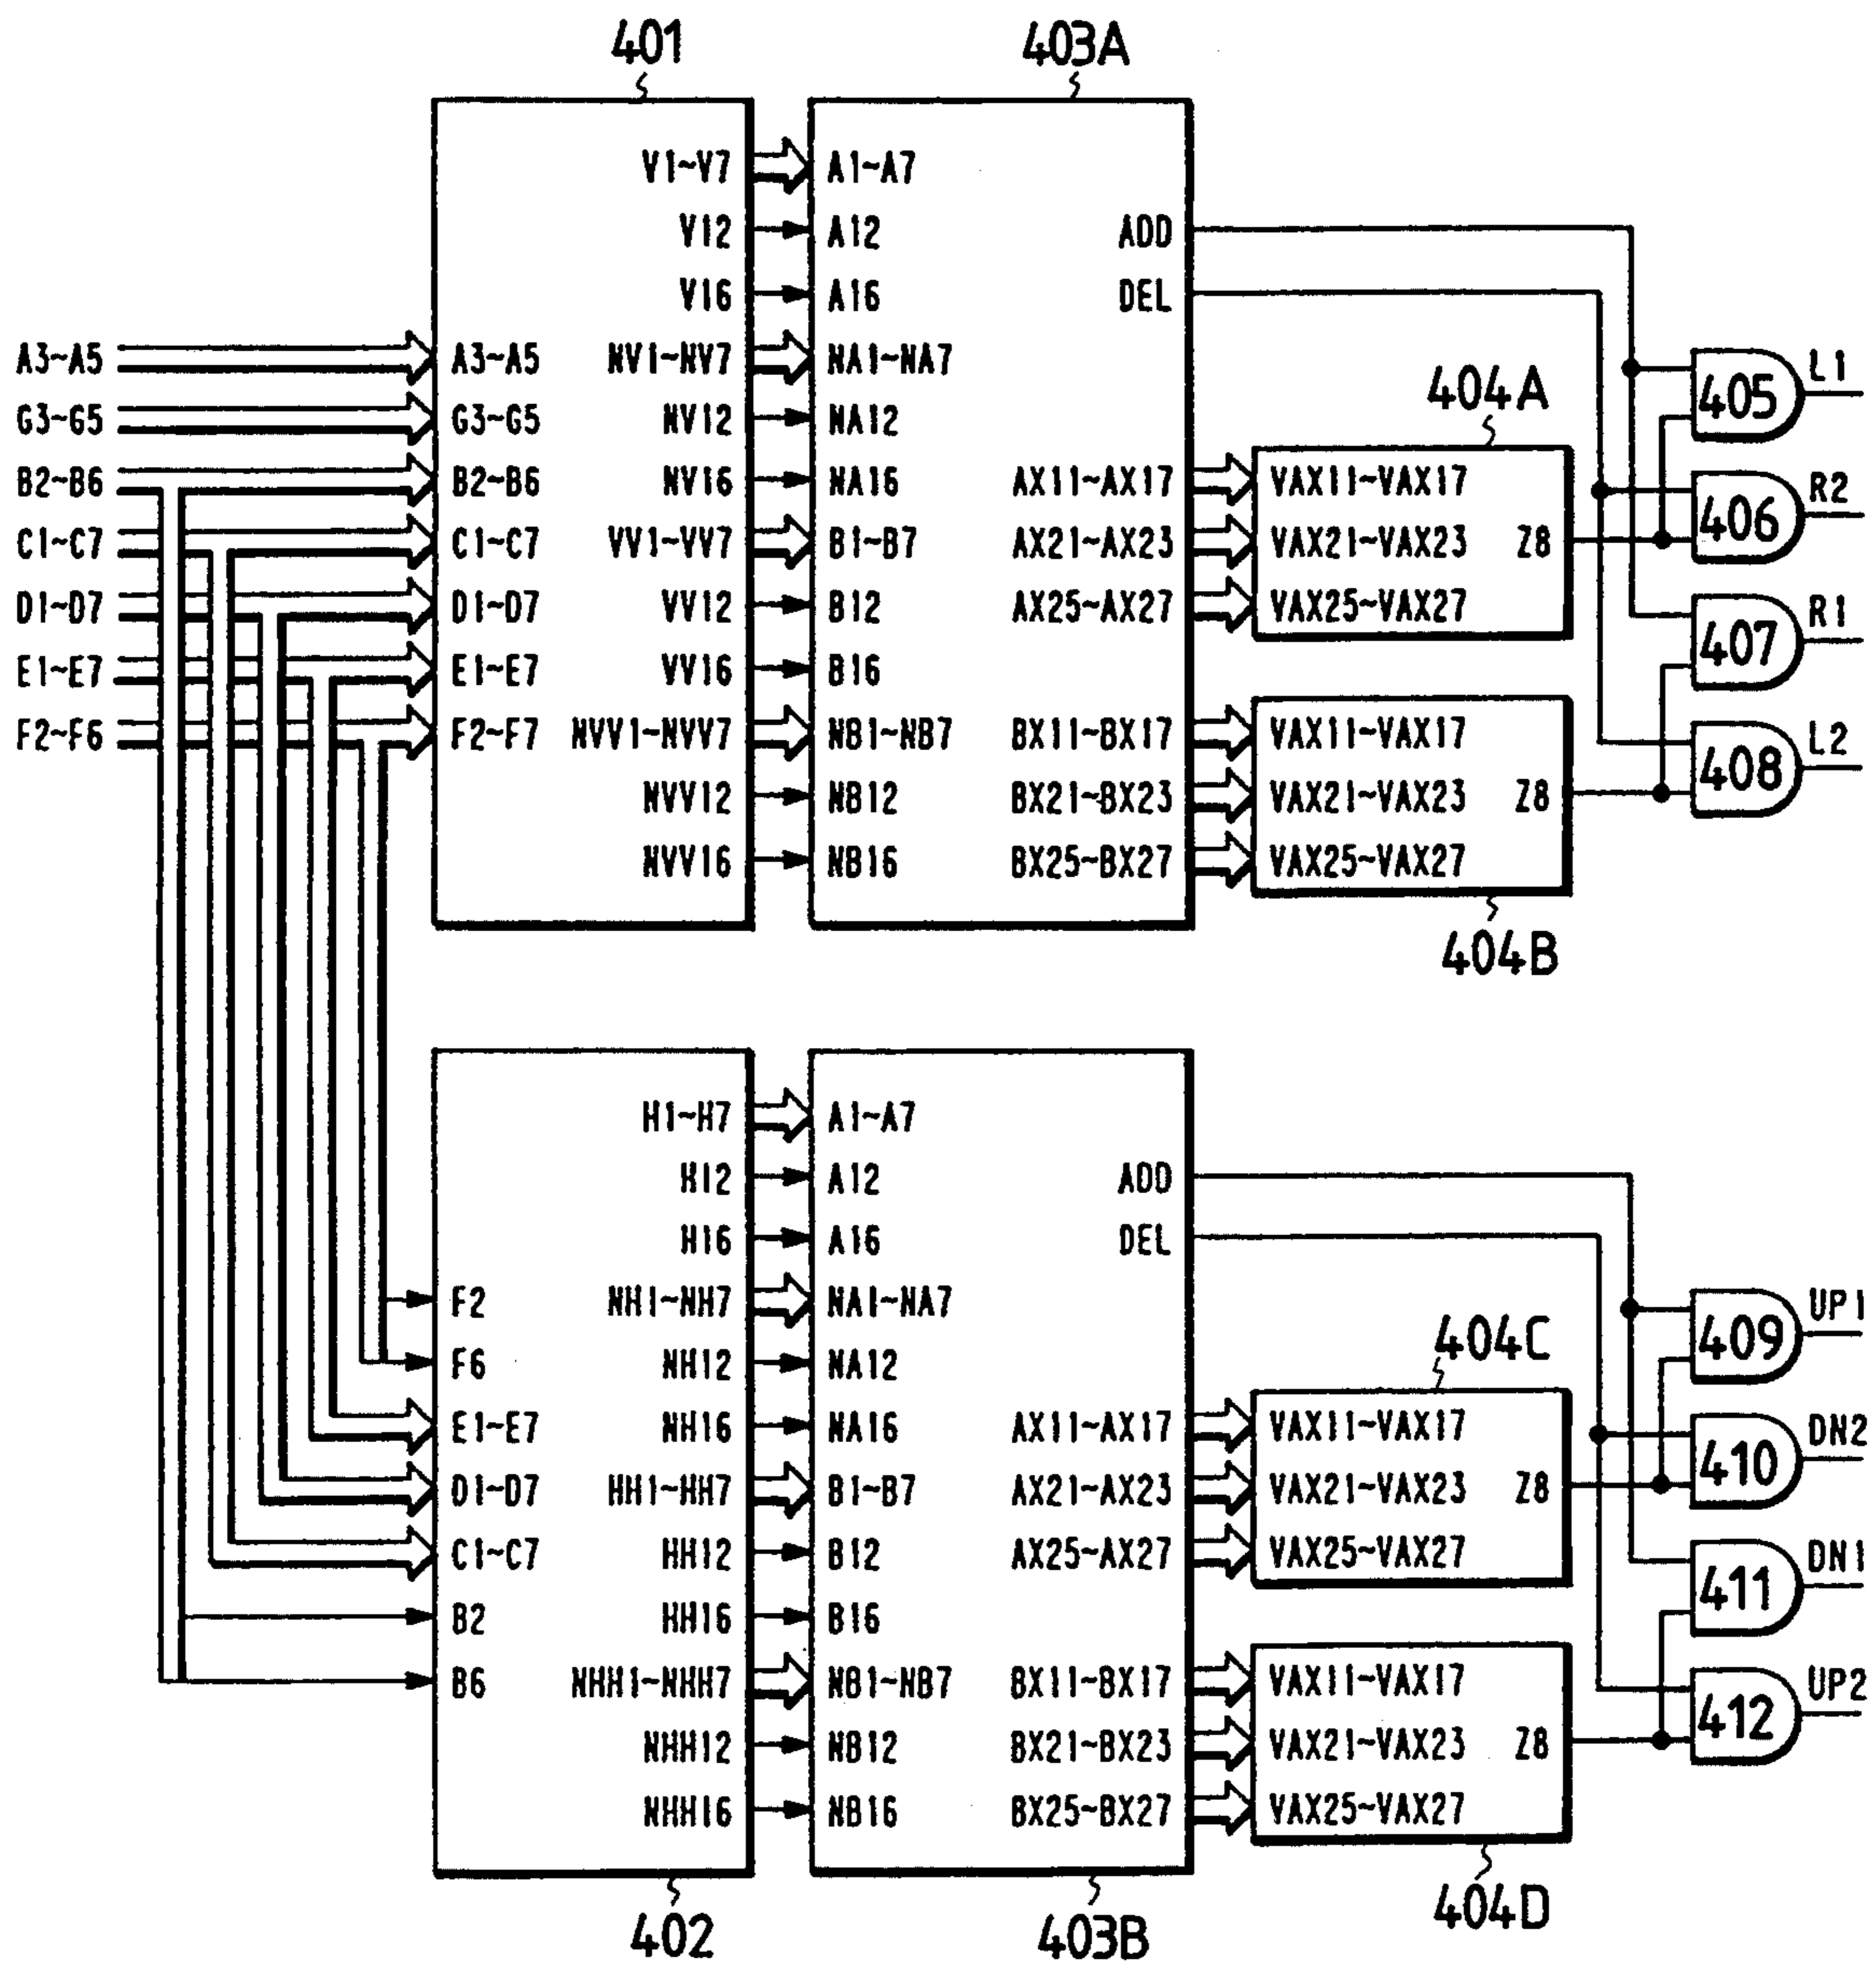 401
403A
V1~V7
A1~A7
V12
A12
ADD
V16
A16
DEL
A3~A5
A3~A5
NV1~NV7
NA1~NA7
L1
405
G3~G5
G3~G5
NV12
NA12
404A
B2~B6
B2~B6
NV16
NA16
AX11~AX17
VAX11~VAX17
R2
406
C1~C7
C1~C7
VV1~VV7
B1~B7
AX21~AX23
VAX21~VAX23
Z8
D1~D7
D1~D7
VV12
B12
AX25~AX27
VAX25~VAX27
R1
407
E1~E7
E1~E7
VV16
B16
F2~F6
F2~F7
NVV1~NVV7
NB1~NB7
BX11~BX17
VAX11~VAX17
L2
408
NVV12
NB12
BX21~BX23
VAX21~VAX23
Z8
NVV16
NB16
BX25~BX27
VAX25~VAX27
404B
H1~H7
A1~A7
H12
A12
ADD
H16
A16
DEL
F2
NH1~NH7
NA1~NA7
UP1
409
F6
NH12
NA12
404C
E1~E7
NH16
NA16
AX11~AX17
VAX11~VAX17
DN2
410
D1~D7
HH1~HH7
B1~B7
AX21~AX23
VAX21~VAX23
Z8
C1~C7
HH12
B12
AX25~AX27
VAX25~VAX27
DN1
411
B2
HH16
B16
B6
NHH1~NHH7
NB1~NB7
BX11~BX17
VAX11~VAX17
UP2
412
NHH12
NB12
BX21~BX23
VAX21~VAX23
Z8
NHH16
NB16
BX25~BX27
VAX25~VAX27
402
403B
404D